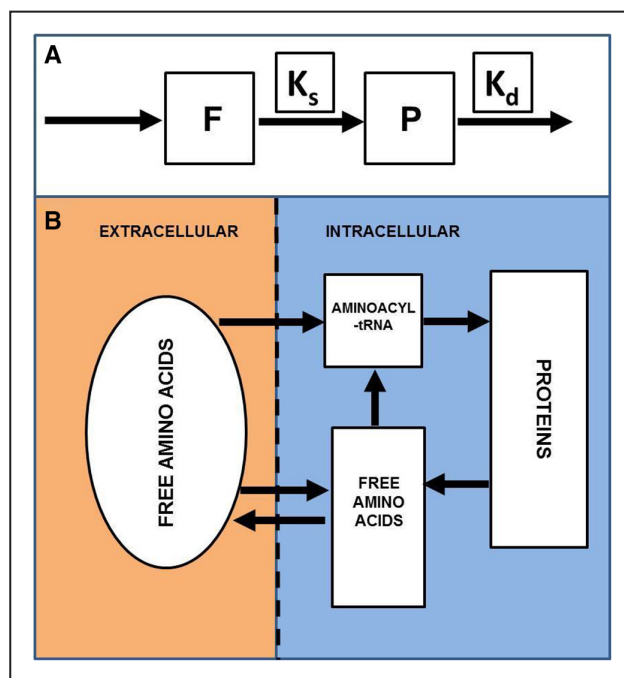 A
F
Ks
P
Kd
B
EXTRACELLULAR
INTRACELLULAR
FREE AMINO ACIDS
AMINOACYL
-tRNA
FREE
AMINO
ACIDS
PROTEINS